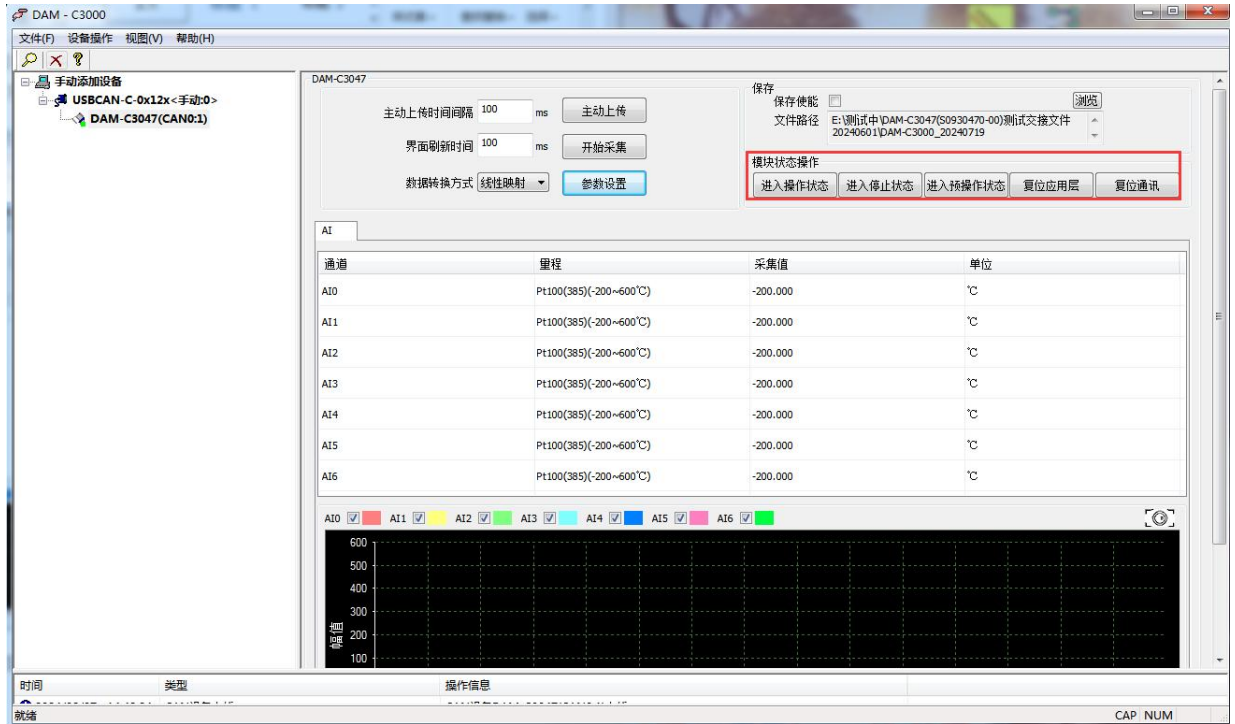 DAM - C3000
文件(F) 设备操作 视图(V) 帮助(H)
手动添加设备
USBCAN-C-0x12x<手动:0>
DAM-C3047(CAN0:1)
DAM-C3047
主动上传时间间隔 100 ms 主动上传
界面刷新时间 100 ms 开始采集
数据转换方式 线性映射 参数设置
保存
保存使能 浏览
文件路径 E:\测试中\DAM-C3047(S0930470-00)测试交接文件
20240601\DAM-C3000_20240719
模块状态操作
进入操作状态 进入停止状态 进入预操作状态 复位应用层 复位通讯
AI
通道 量程 采集值 单位
AI0 Pt100(385)(-200~600℃) -200.000 ℃
AI1 Pt100(385)(-200~600℃) -200.000 ℃
AI2 Pt100(385)(-200~600℃) -200.000 ℃
AI3 Pt100(385)(-200~600℃) -200.000 ℃
AI4 Pt100(385)(-200~600℃) -200.000 ℃
AI5 Pt100(385)(-200~600℃) -200.000 ℃
AI6 Pt100(385)(-200~600℃) -200.000 ℃
AI0 AI1 AI2 AI3 AI4 AI5 AI6
600
500
400
300
200
100
幅值
时间 类型 操作信息
就绪 CAP NUM